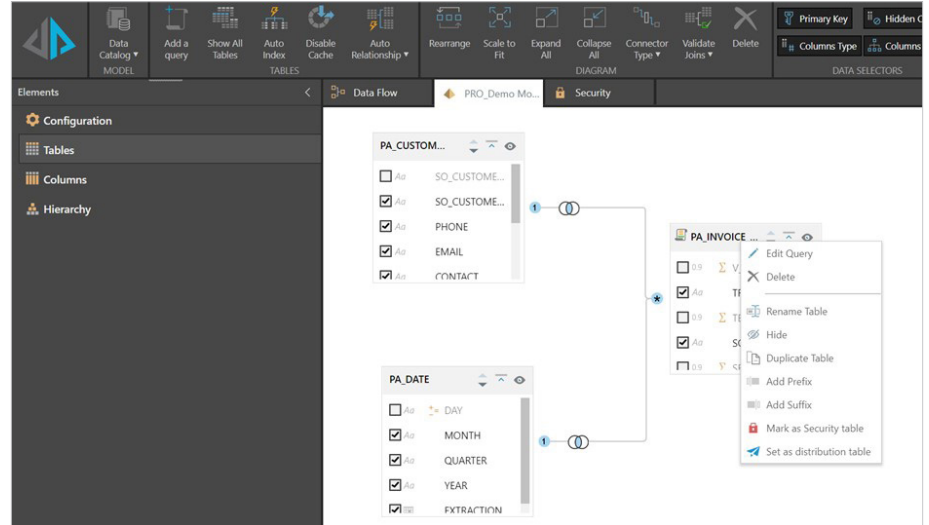 Data
Catalog
MODEL
Add a
query
Show All
Tables
Auto
Index
Disable
Cache
Auto
Relationship
TABLES
Rearrange
Scale to
Fit
Expand
All
Collapse
All
Connector
Type
Validate
Joins
Delete
DIAGRAM
Primary Key
Hidden C
Columns Type
Columns
DATA SELECTORS
Elements
Data Flow
PRO_Demo Mo...
Security
Configuration
Tables
Columns
Hierarchy
PA_CUSTOM...
Aa SO_CUSTOME...
Aa SO_CUSTOME...
Aa PHONE
Aa EMAIL
Aa CONTACT
1
*
PA_INVOICE ...
0.9 Σ V_
Aa
0.9 Σ
Aa
0.9 Σ
Edit Query
Delete
Rename Table
Hide
Duplicate Table
Add Prefix
Add Suffix
Mark as Security table
Set as distribution table
PA_DATE
Aa DAY
Aa MONTH
Aa QUARTER
Aa YEAR
EXTRACTION
1